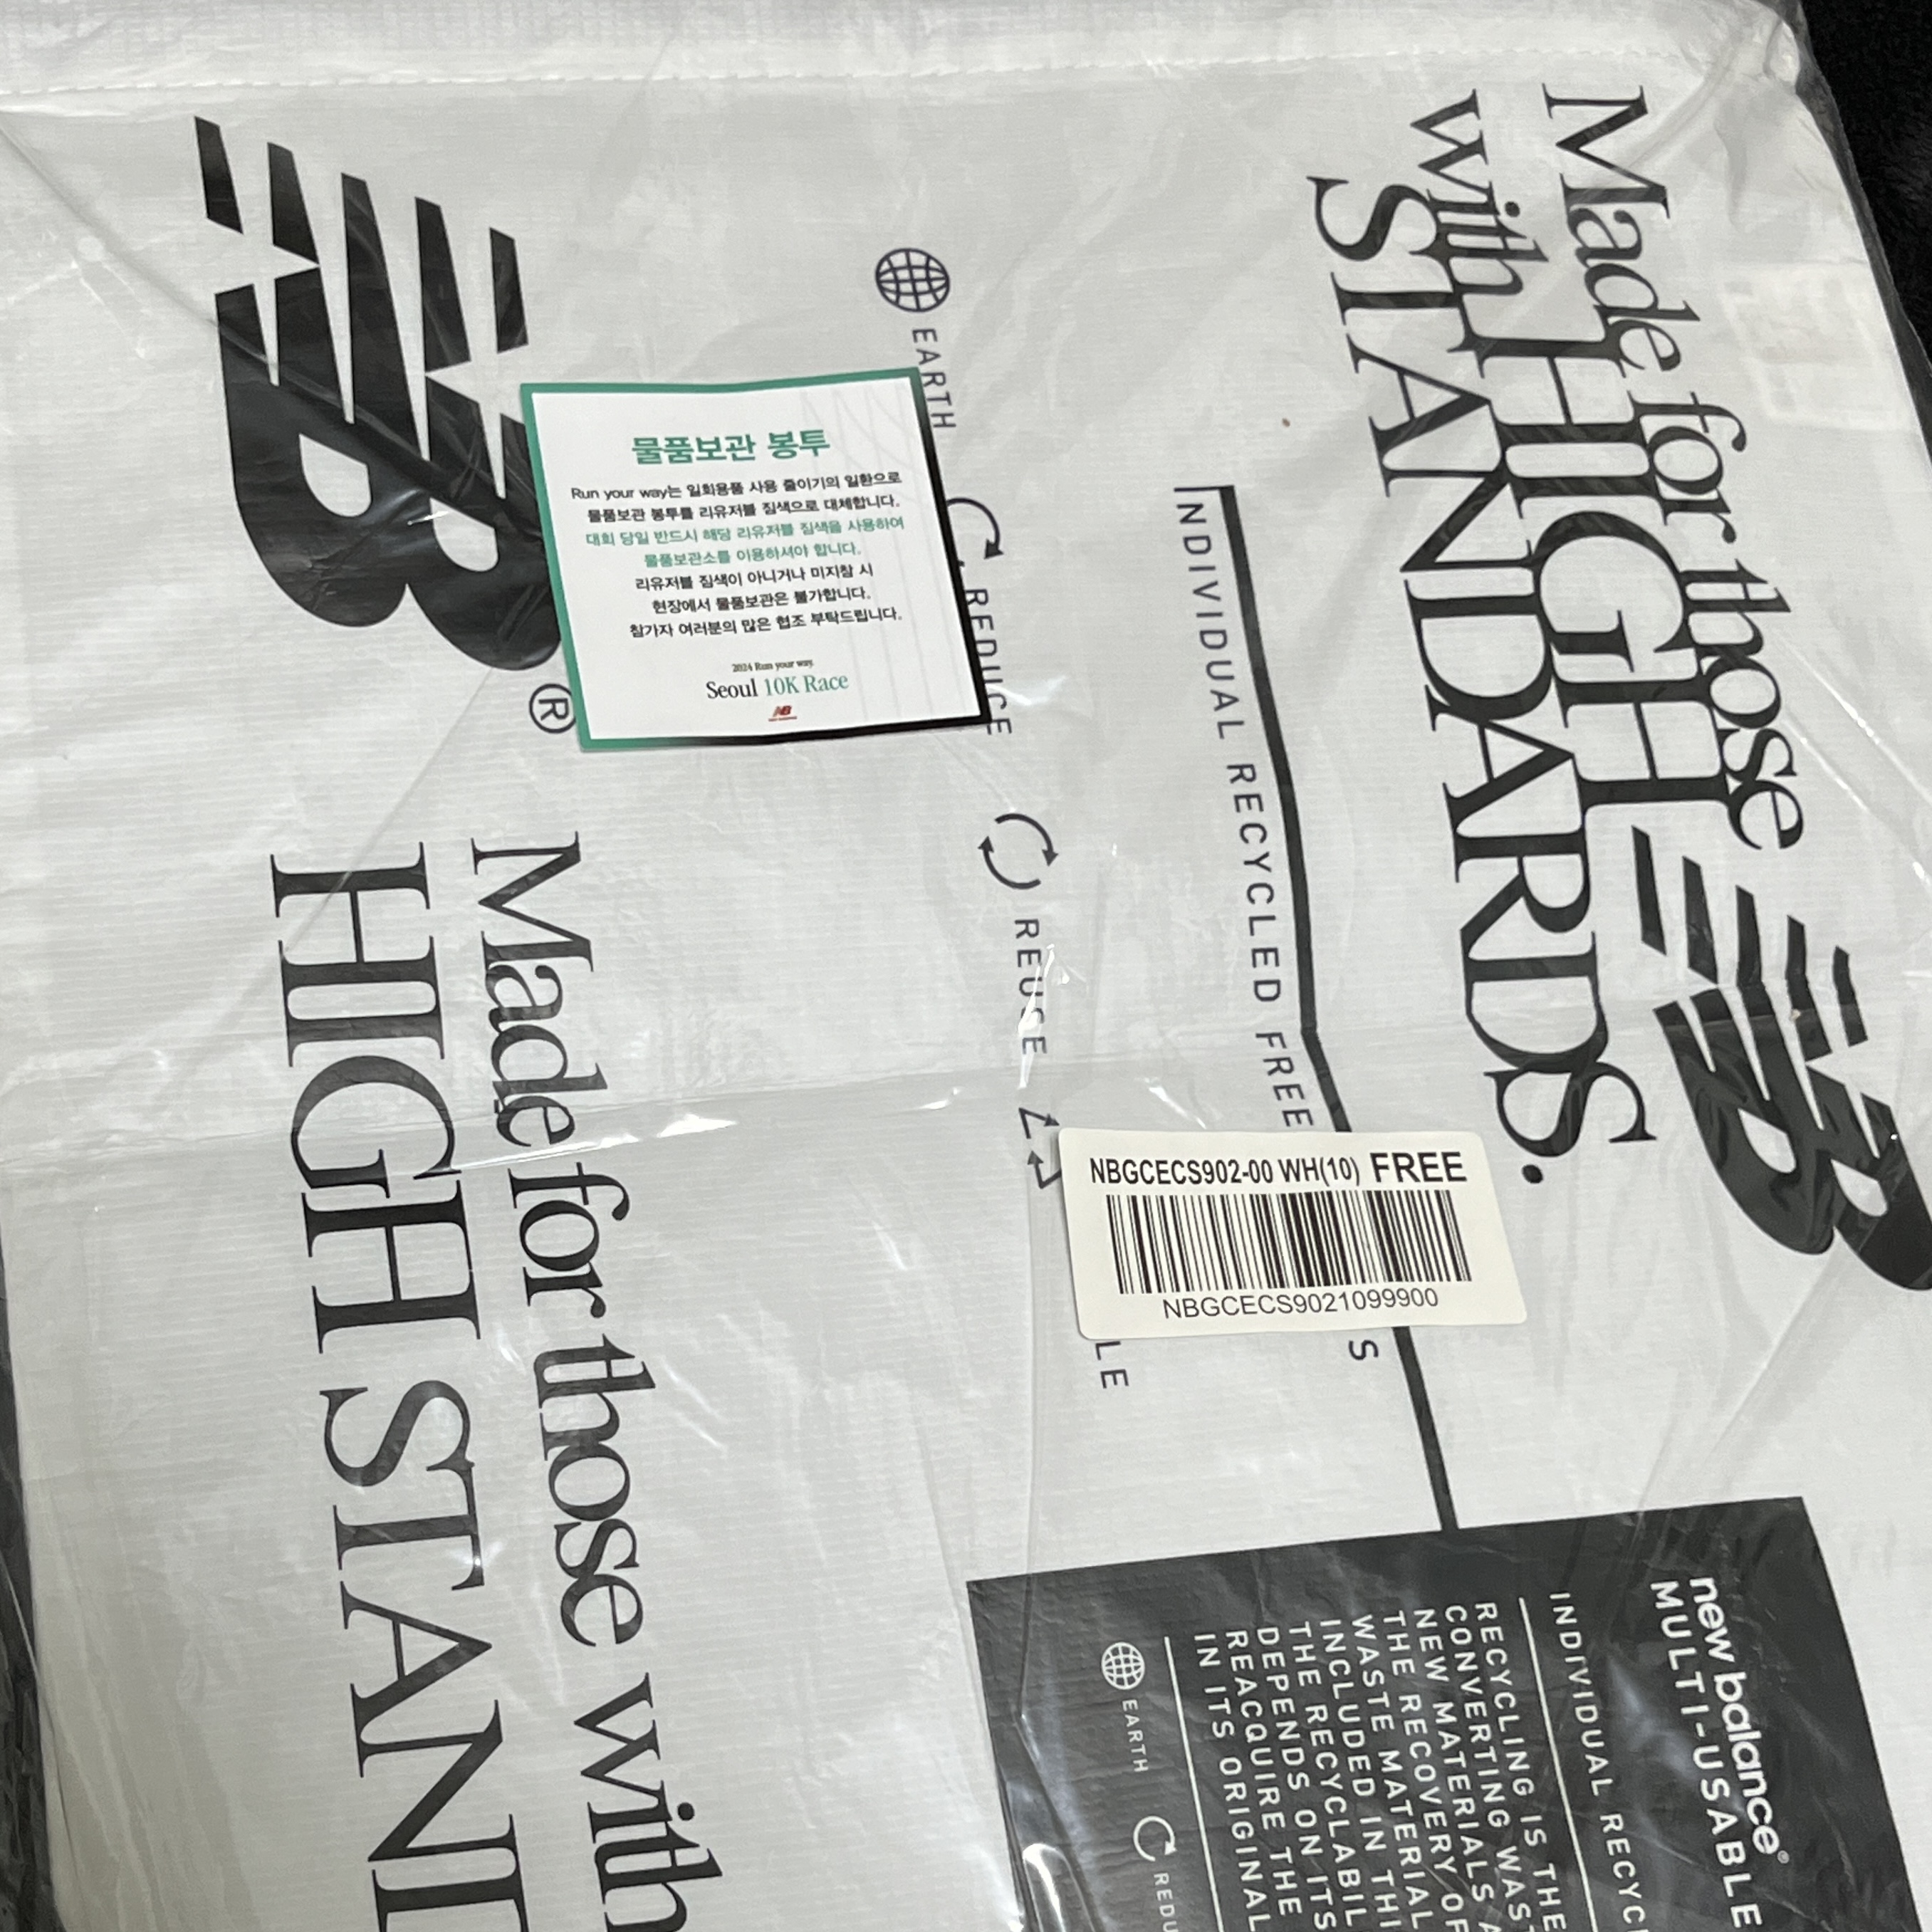 Made for those
with HIGH
STANDARDS.
INDIVIDUAL RECYCLED FREE
S
EARTH
REDUCE
REUSE
LE
®
Made for those with
HIGH
물품보관 봉투
Run your way는 일회용품 사용 줄이기의 일환으로
물품보관 봉투를 리유저블 짐색으로 대체합니다.
대회 당일 반드시 해당 리유저블 짐색을 사용하여
물품보관소를 이용하셔야 합니다.
리유저블 짐색이 아니거나 미지참 시
현장에서 물품보관은 불가합니다.
참가자 여러분의 많은 협조 부탁드립니다.
2024 Run your way.
Seoul 10K Race
NB
NBGCECS902-00 WH(10) FREE
NBGCECS9021099900
new balance®
MULTI-USABLE
INDIVIDUAL
RECYCLING IS THE
CONVERTING
NEW MATERIALS
THE RECOVERY OF
WASTE MATERIAL
INCLUDED IN
THE
DEPENDS ON ITS
REACQUIRE THE
IN ITS ORIGINAL
EARTH